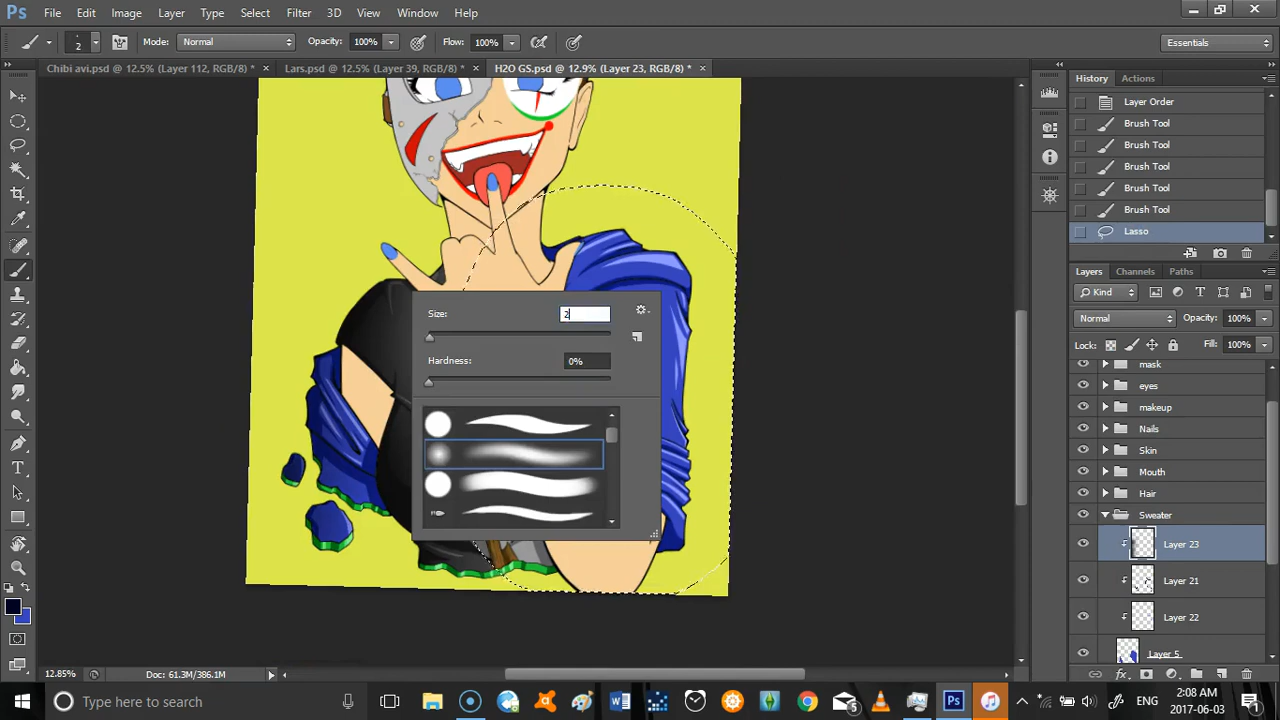 Ps File Edit Image Layer Type Select Filter 3D View Window Help
2 Mode: Normal Opacity: 100% Flow: 100% Essentials
Chibi avi.psd @ 12.5% (Layer 112, RGB/8) * × Lars.psd @ 12.5% (Layer 39, RGB/8) * × H2O GS.psd @ 12.9% (Layer 23, RGB/8) * ×
History Actions
Layer Order
Brush Tool
Brush Tool
Brush Tool
Brush Tool
Brush Tool
Lasso
Layers Channels Paths
Kind
Normal Opacity: 100%
Lock: Fill: 100%
mask
eyes
makeup
Nails
Skin
Mouth
Hair
Sweater
Layer 23
Layer 21
Layer 22
Layer 5
Size: 2
Hardness: 0%
12.85% Doc: 61.3M/386.1M
Type here to search
5
ENG
2:08 AM
2017-06-03
1